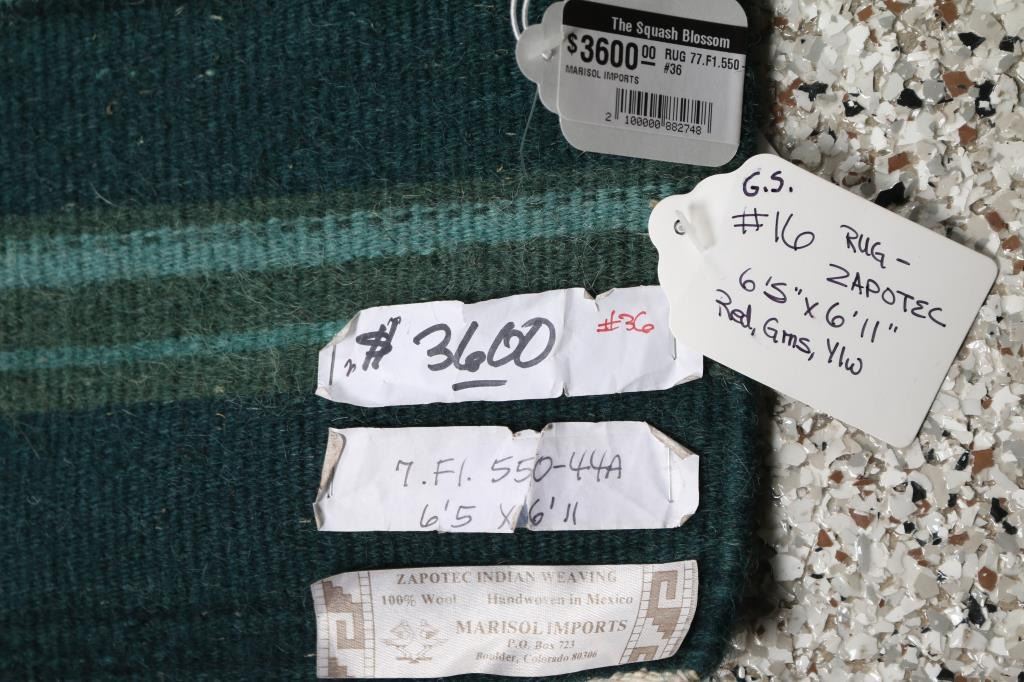 The Squash Blossom
$3600.00 RUG 77.F1.550-
#36
MARISOL IMPORTS
2 100000 882748
G.S.
#16 RUG -
ZAPOTEC
6'5" x 6'11"
Red, Grns, Ylw
$ 3600 #36
7.F1. 550-44A
6'5 X 6'11
ZAPOTEC INDIAN WEAVING
100% Wool Handwoven in Mexico
MARISOL IMPORTS
P.O. Box 723
Boulder, Colorado 80306